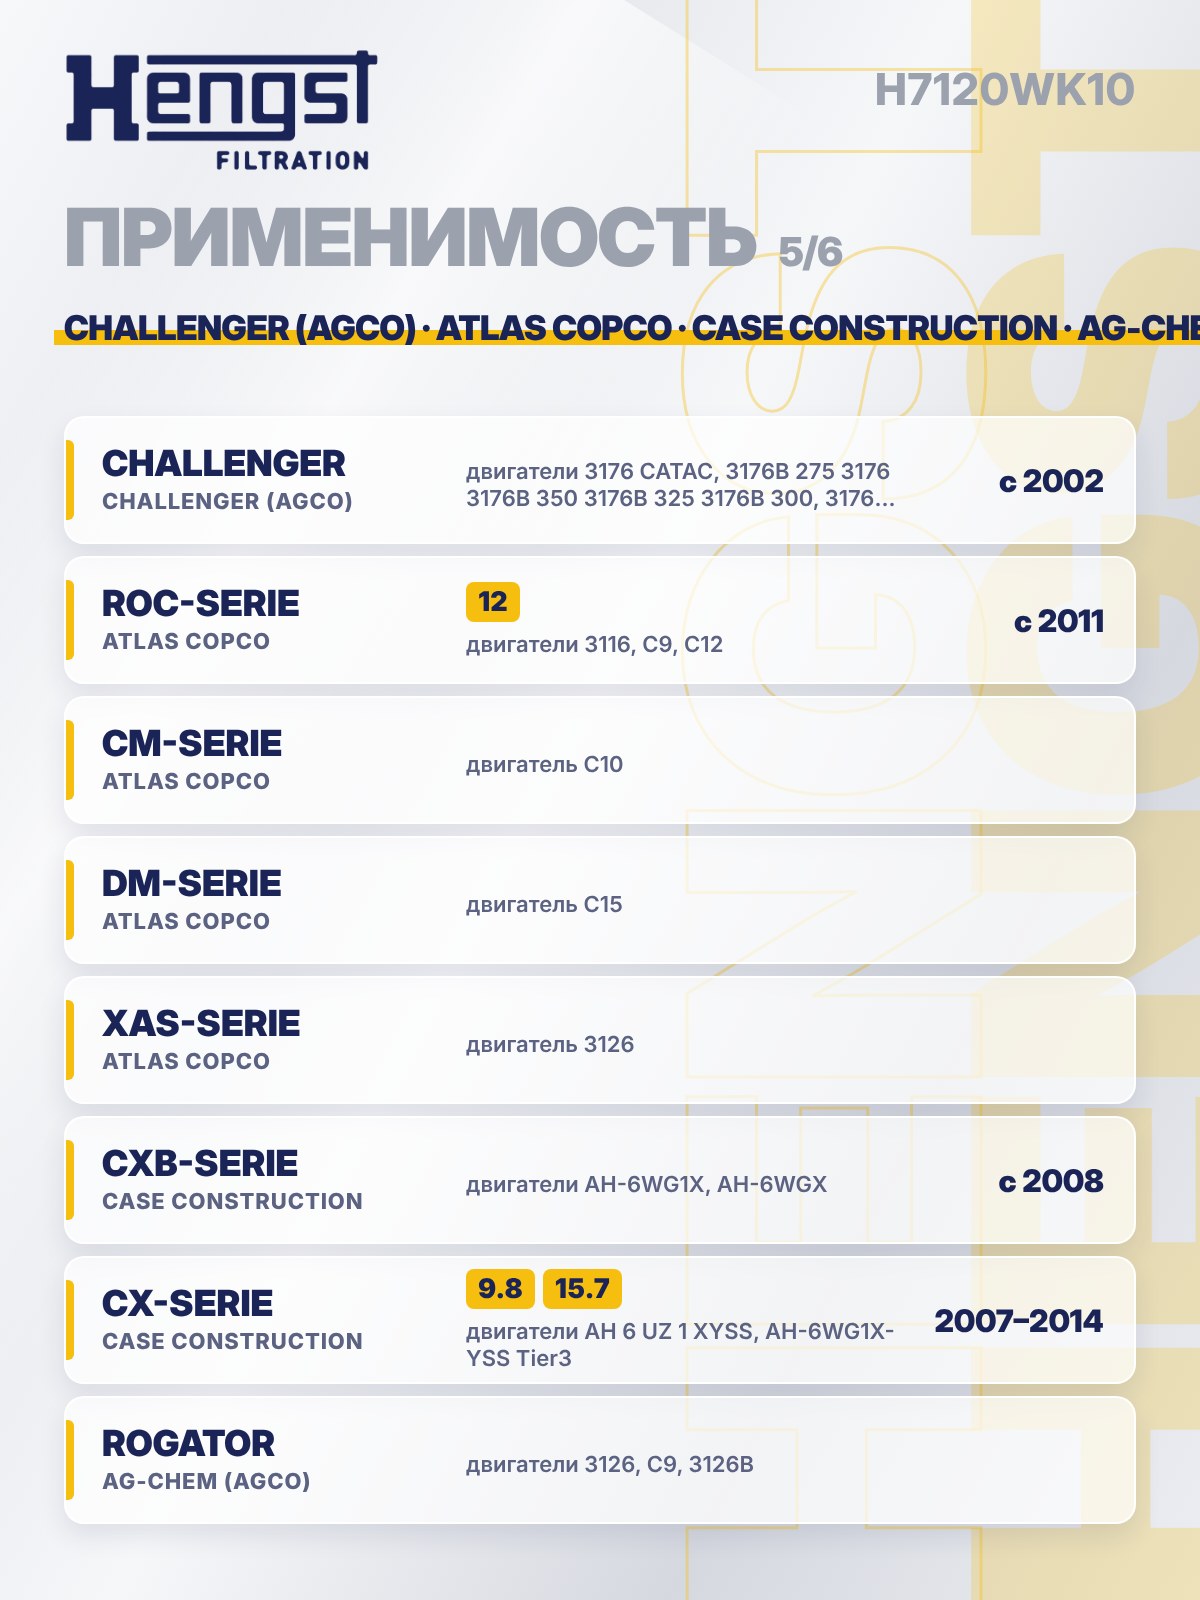 Hengst
FILTRATION
H7120WK10
ПРИМЕНИМОСТЬ 5/6
CHALLENGER (AGCO) · ATLAS COPCO · CASE CONSTRUCTION · AG-CHE
CHALLENGER
CHALLENGER (AGCO)
двигатели 3176 CATAC, 3176B 275 3176
3176B 350 3176B 325 3176B 300, 3176...
с 2002
ROC-SERIE
ATLAS COPCO
12
двигатели 3116, C9, C12
с 2011
CM-SERIE
ATLAS COPCO
двигатель C10
DM-SERIE
ATLAS COPCO
двигатель C15
XAS-SERIE
ATLAS COPCO
двигатель 3126
CXB-SERIE
CASE CONSTRUCTION
двигатели AH-6WG1X, AH-6WGX
с 2008
CX-SERIE
CASE CONSTRUCTION
9.8 15.7
двигатели AH 6 UZ 1 XYSS, AH-6WG1X-
YSS Tier3
2007–2014
ROGATOR
AG-CHEM (AGCO)
двигатели 3126, C9, 3126B
HENGST
HENGST